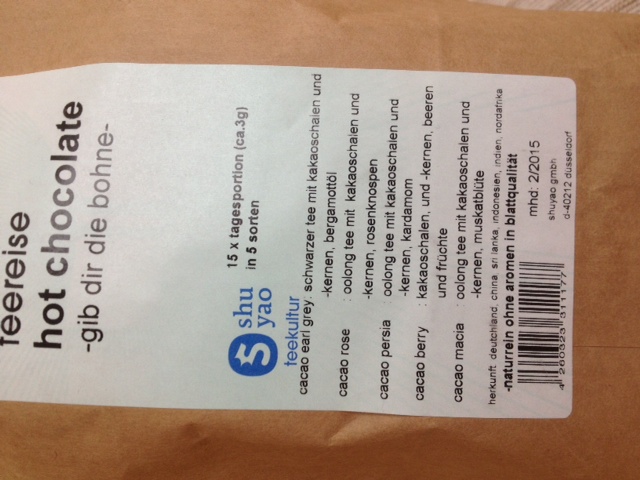 teereise
hot chocolate
-gib dir die bohne-
shu
yao
teekultur
15 x tagesportion (ca.3g)
in 5 sorten
cacao earl grey: schwarzer tee mit kakaoschalen und
-kernen, bergamottöl
cacao rose : oolong tee mit kakaoschalen und
-kernen, rosenknospen
cacao persia : oolong tee mit kakaoschalen und
-kernen, kardamom
cacao berry : kakaoschalen, und -kernen, beeren
und früchte
cacao macia : oolong tee mit kakaoschalen und
-kernen, muskatblüte
herkunft: deutchland, china, sri lanka, indonesien, indien, nordafrika
-naturrein ohne aromen in blattqualität
mhd: 2/2015
shuyao gmbh
d-40212 düsseldorf
4 260323 311177